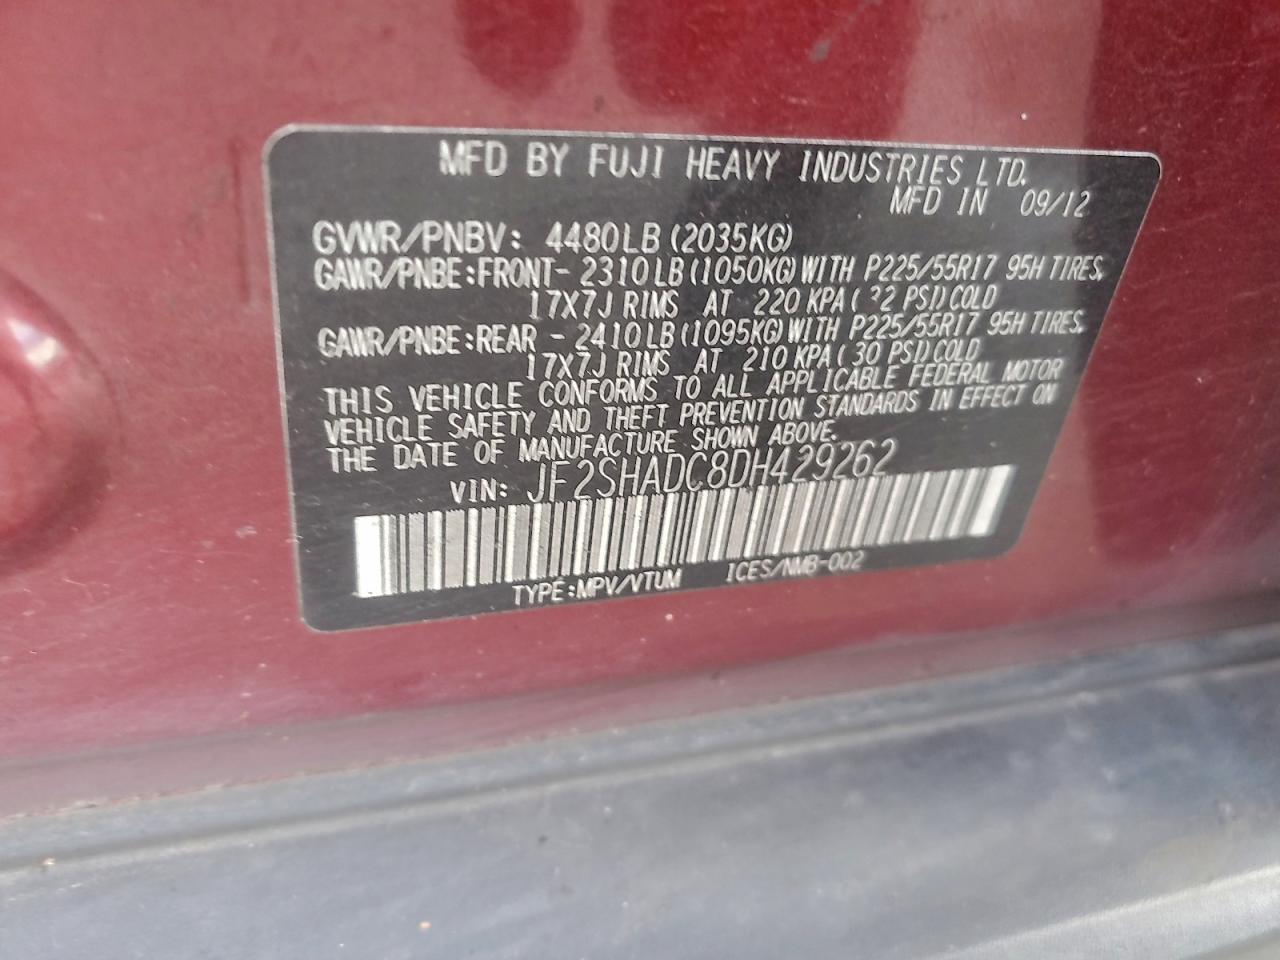 MFD BY FUJI HEAVY INDUSTRIES LTD.
MFD IN 09/12
GVWR/PNBV: 4480LB (2035KG)
GAWR/PNBE:FRONT- 2310LB (1050KG) WITH P225/55R17 95H TIRES.
17X7J RIMS AT 220 KPA ( 32 PSI) COLD
GAWR/PNBE:REAR - 2410LB (1095KG) WITH P225/55R17 95H TIRES.
17X7J RIMS AT 210 KPA ( 30 PSI) COLD
THIS VEHICLE CONFORMS TO ALL APPLICABLE FEDERAL MOTOR
VEHICLE SAFETY AND THEFT PREVENTION STANDARDS IN EFFECT ON
THE DATE OF MANUFACTURE SHOWN ABOVE.
VIN: JF2SHADC8DH429262
TYPE:MPV/VTUM ICES/NMB-002